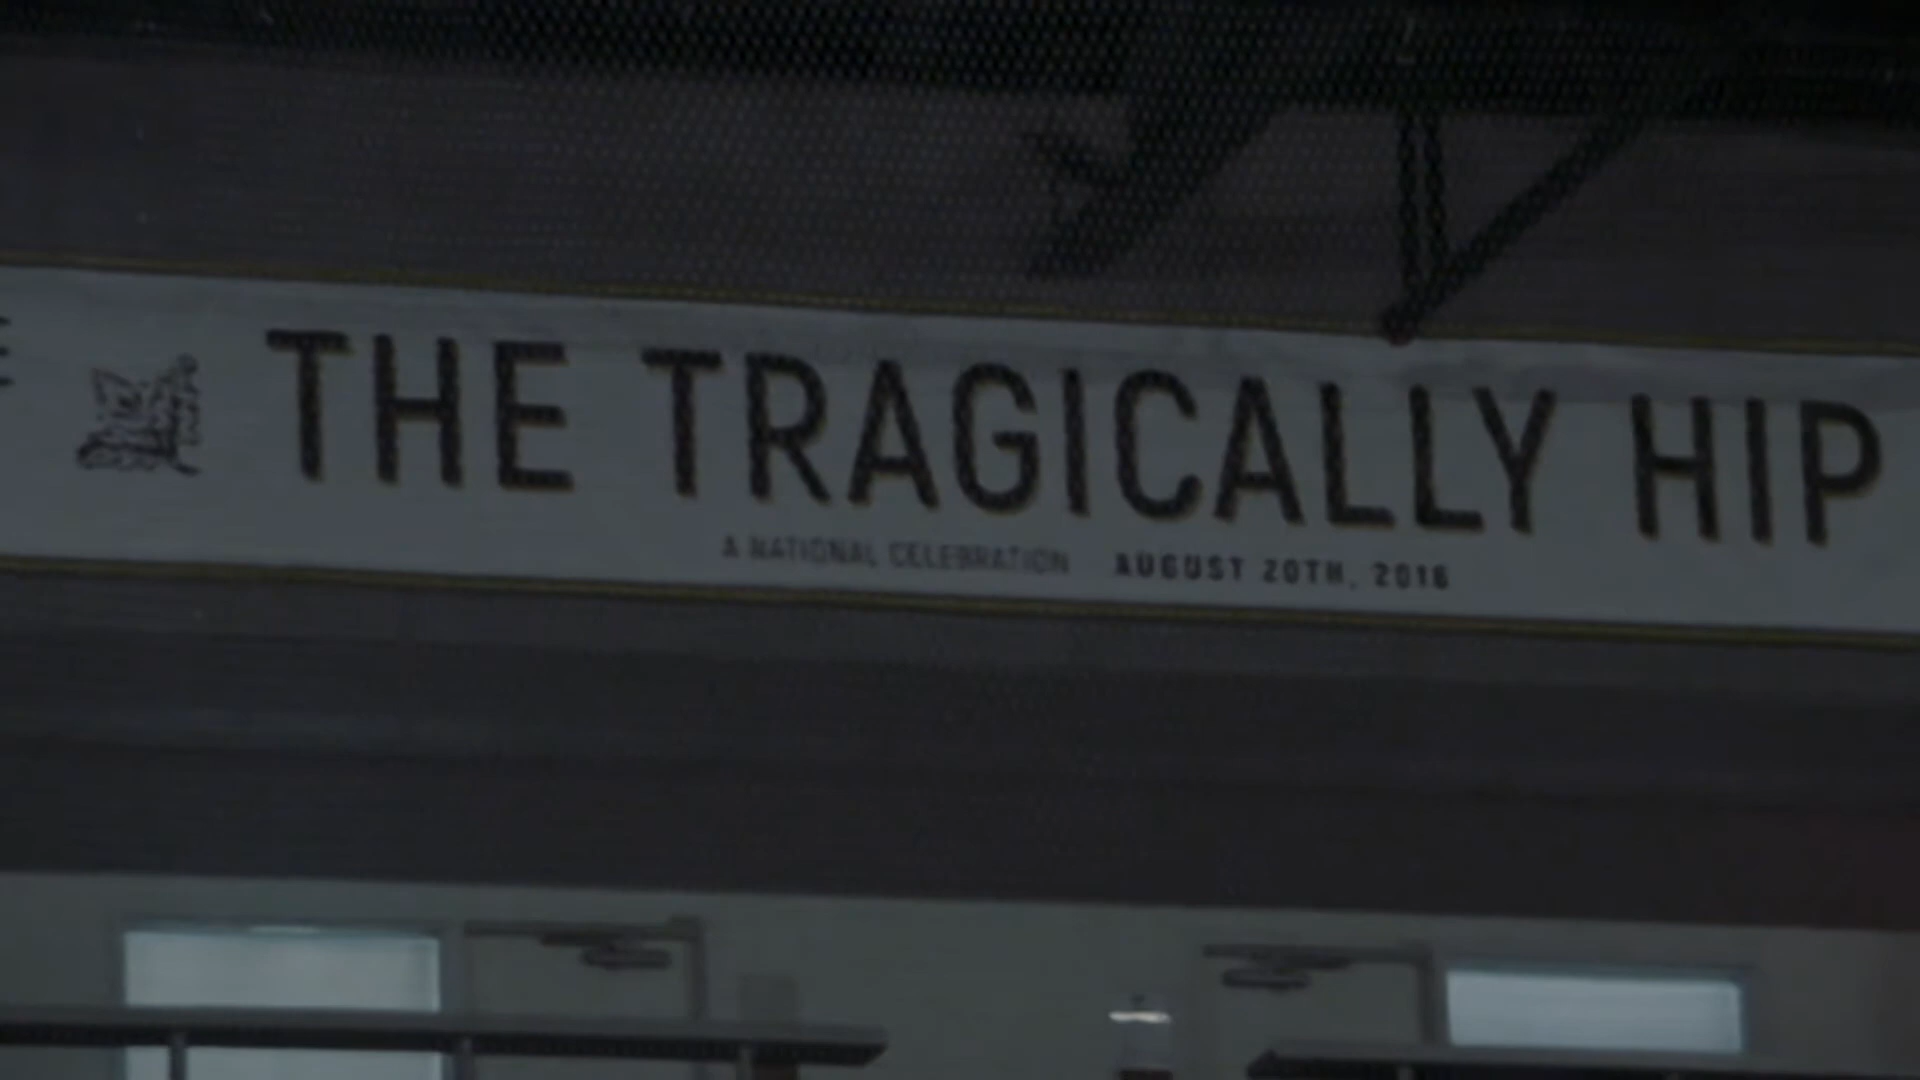 THE TRAGICALLY HIP
A NATIONAL CELEBRATION AUGUST 20TH, 2016